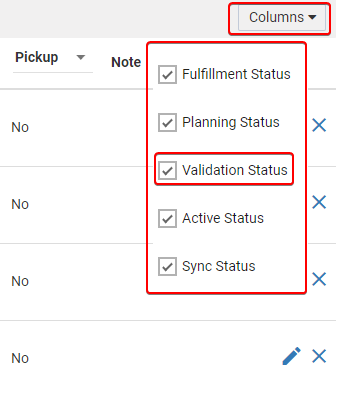 Columns
Pickup Note
Fulfillment Status
Planning Status
No
Validation Status
No
Active Status
Sync Status
No
No